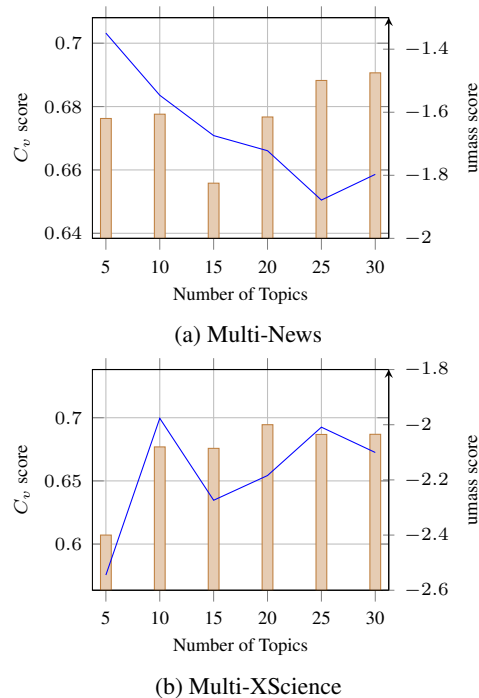 0.7
0.68
0.66
0.64
C_v score
−1.4
−1.6
−1.8
−2
umass score
5 10 15 20 25 30
Number of Topics
(a) Multi-News
0.7
0.65
0.6
C_v score
−1.8
−2
−2.2
−2.4
−2.6
umass score
5 10 15 20 25 30
Number of Topics
(b) Multi-XScience